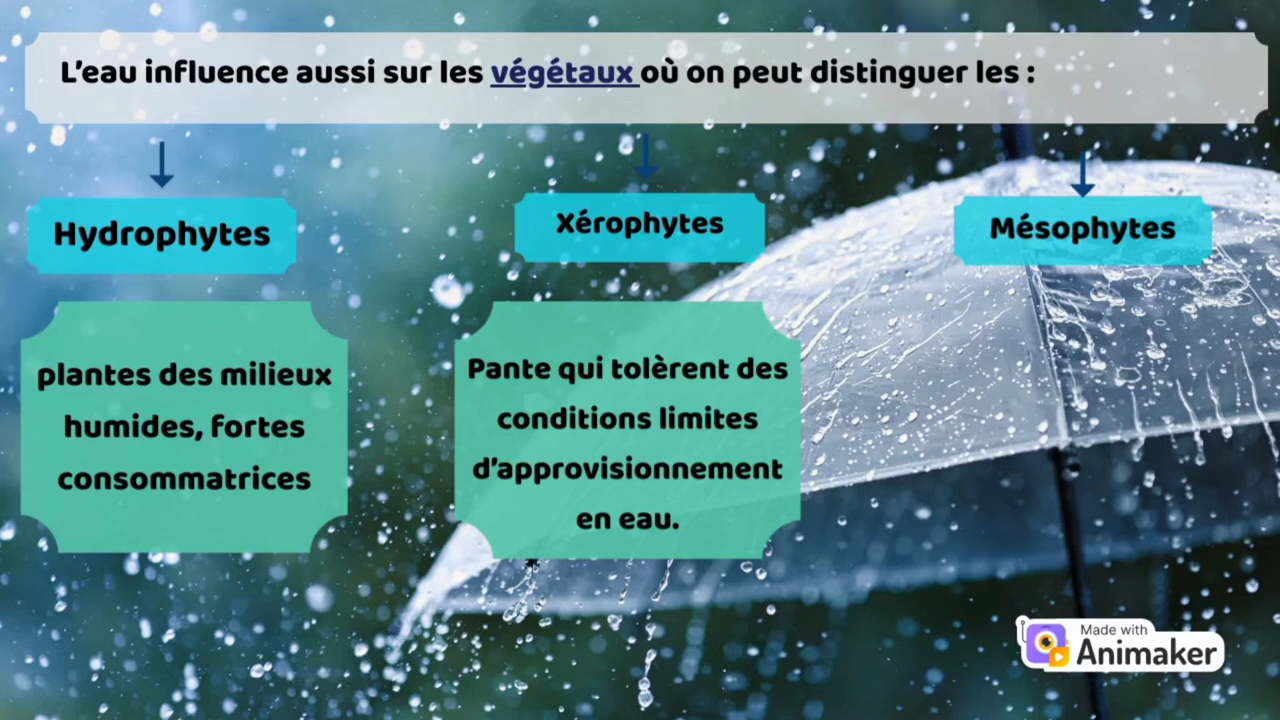 L’eau influence aussi sur les végétaux où on peut distinguer les :
Hydrophytes
Xérophytes
Mésophytes
plantes des milieux
humides, fortes
consommatrices
Pante qui tolèrent des
conditions limites
d’approvisionnement
en eau.
Made with
Animaker